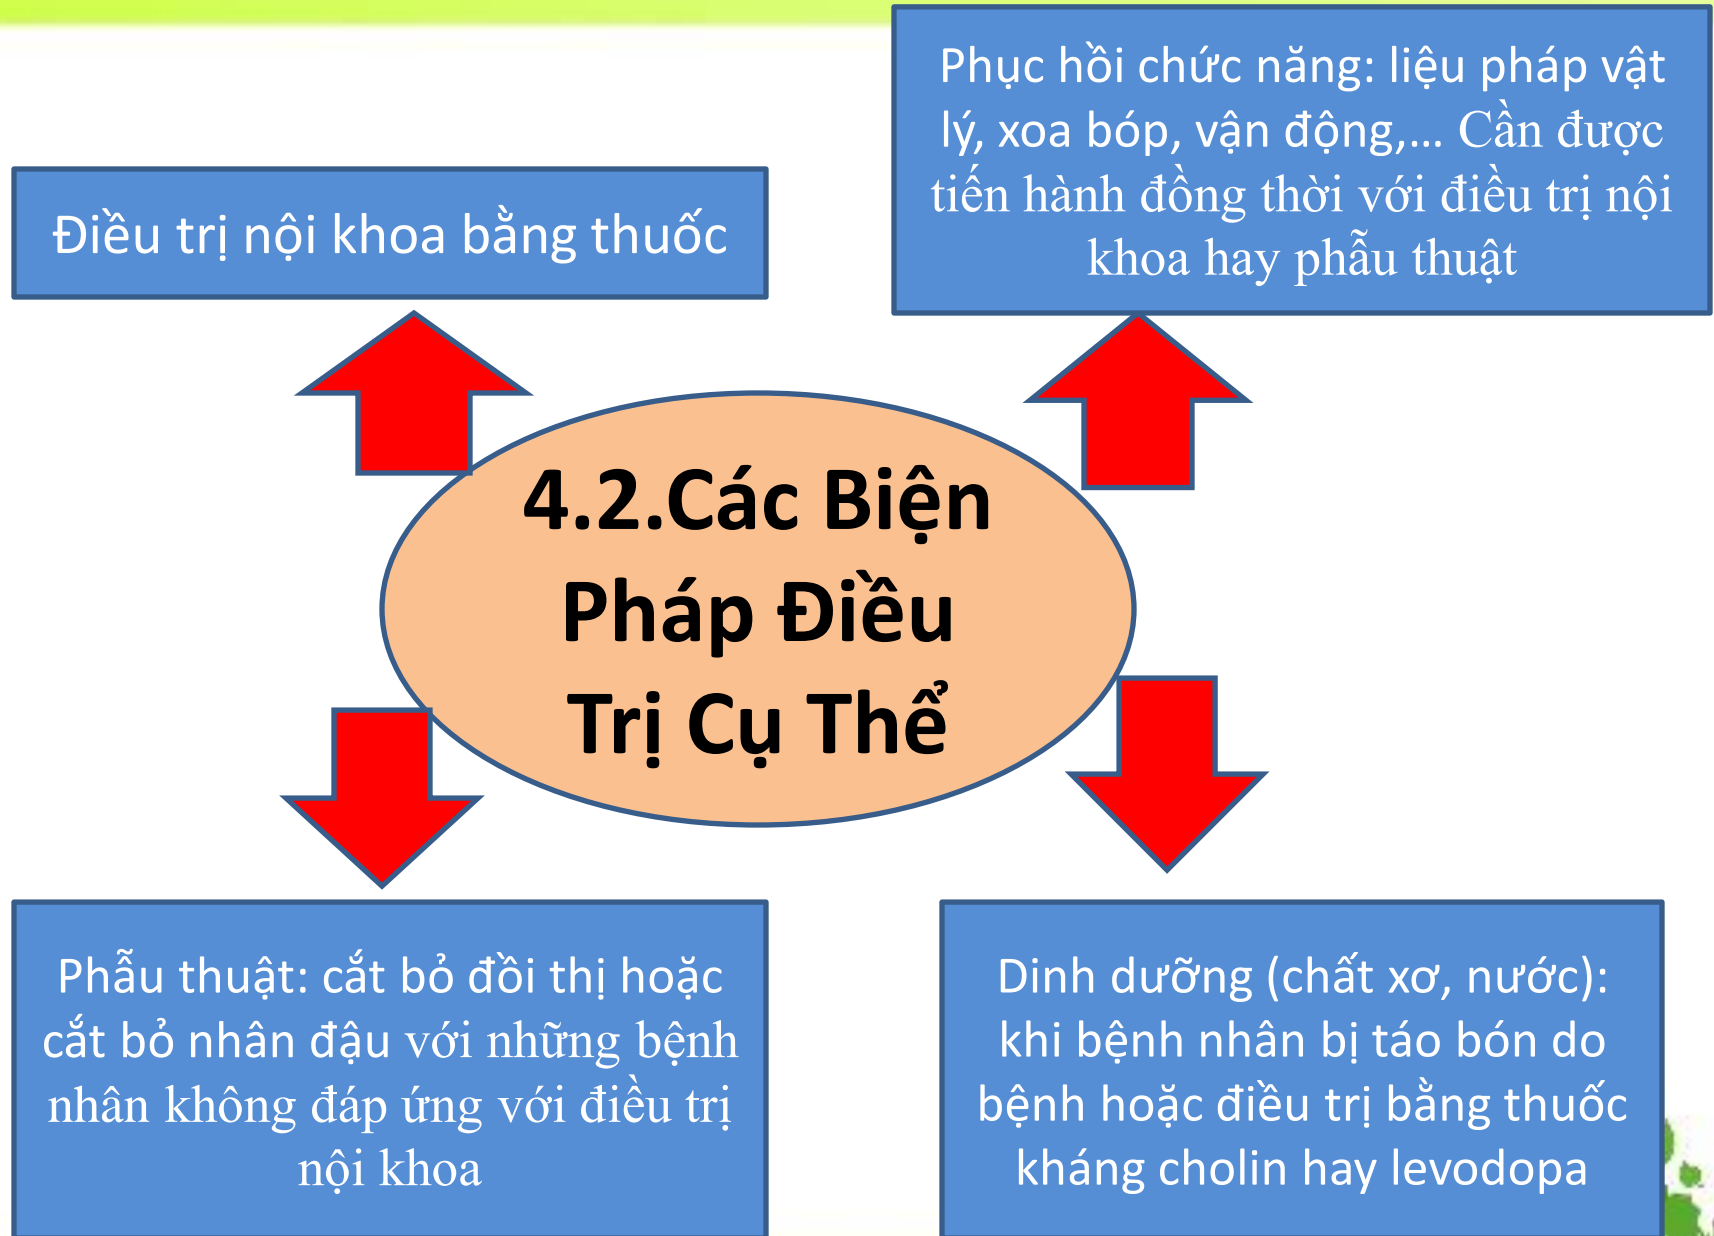 Phục hồi chức năng: liệu pháp vật
lý, xoa bóp, vận động,... Cần được
tiến hành đồng thời với điều trị nội
khoa hay phẫu thuật
Điều trị nội khoa bằng thuốc
4.2.Các Biện
Pháp Điều
Trị Cụ Thể
Phẫu thuật: cắt bỏ đồi thị hoặc
cắt bỏ nhân đậu với những bệnh
nhân không đáp ứng với điều trị
nội khoa
Dinh dưỡng (chất xơ, nước):
khi bệnh nhân bị táo bón do
bệnh hoặc điều trị bằng thuốc
kháng cholin hay levodopa